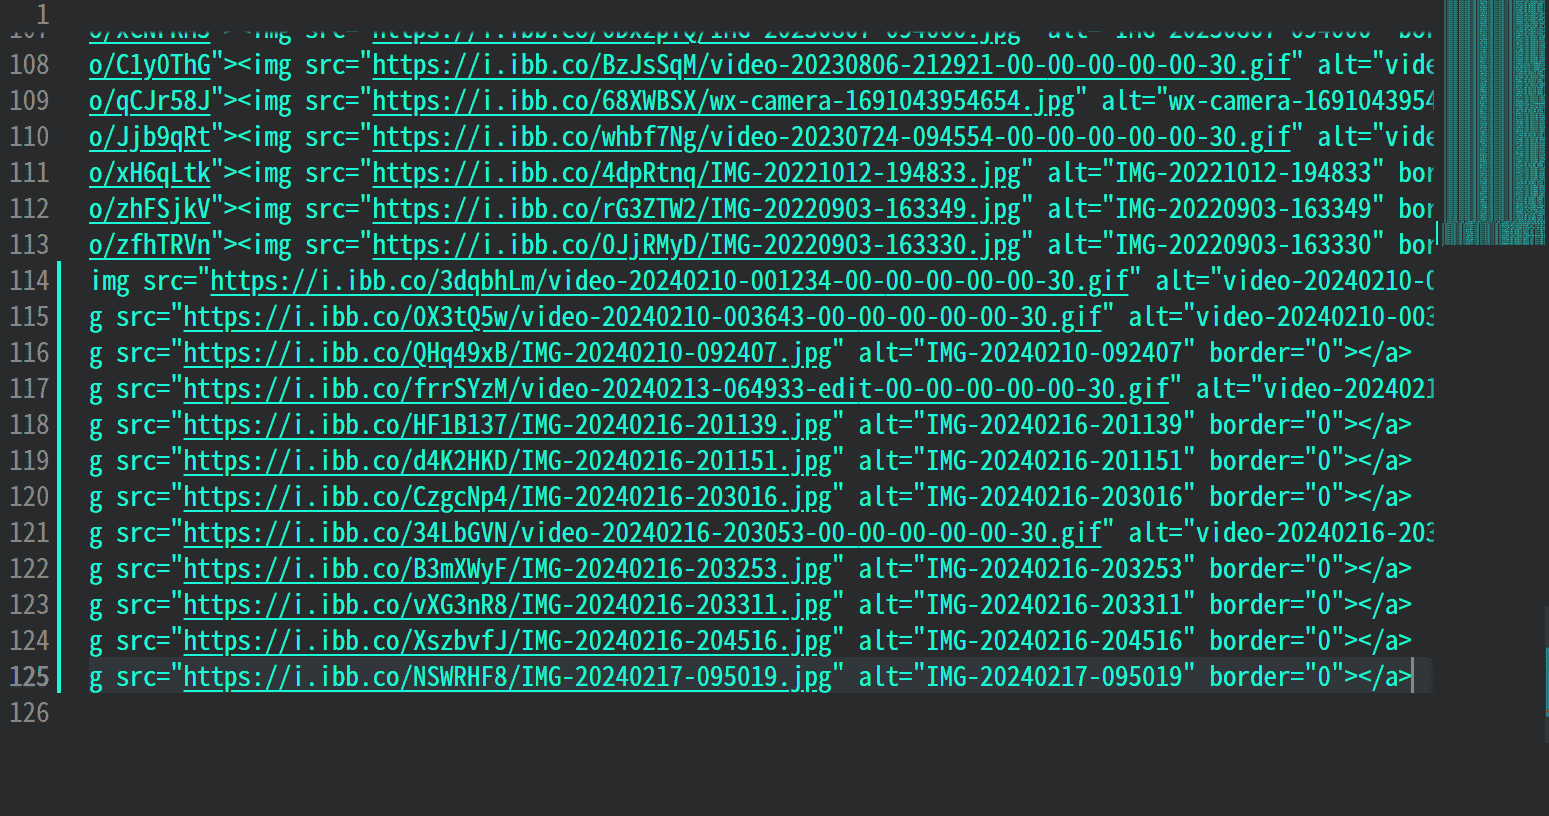 1
108 o/C1y0ThG"><img src="https://i.ibb.co/BzJsSqM/video-20230806-212921-00-00-00-00-00-30.gif" alt="vide
109 o/qCJr58J"><img src="https://i.ibb.co/68XWBSX/wx-camera-1691043954654.jpg" alt="wx-camera-1691043954
110 o/Jjb9qRt"><img src="https://i.ibb.co/whbf7Ng/video-20230724-094554-00-00-00-00-00-30.gif" alt="vide
111 o/xH6qLtk"><img src="https://i.ibb.co/4dpRtnq/IMG-20221012-194833.jpg" alt="IMG-20221012-194833" bor
112 o/zhFSjkV"><img src="https://i.ibb.co/rG3ZTW2/IMG-20220903-163349.jpg" alt="IMG-20220903-163349" bor
113 o/zfhTRVn"><img src="https://i.ibb.co/0JjRMyD/IMG-20220903-163330.jpg" alt="IMG-20220903-163330" bor
114 img src="https://i.ibb.co/3dqbhLm/video-20240210-001234-00-00-00-00-00-30.gif" alt="video-20240210-0
115 g src="https://i.ibb.co/0X3tQ5w/video-20240210-003643-00-00-00-00-00-30.gif" alt="video-20240210-003
116 g src="https://i.ibb.co/QHq49xB/IMG-20240210-092407.jpg" alt="IMG-20240210-092407" border="0"></a>
117 g src="https://i.ibb.co/frrSYzM/video-20240213-064933-edit-00-00-00-00-00-30.gif" alt="video-2024021
118 g src="https://i.ibb.co/HF1B137/IMG-20240216-201139.jpg" alt="IMG-20240216-201139" border="0"></a>
119 g src="https://i.ibb.co/d4K2HKD/IMG-20240216-201151.jpg" alt="IMG-20240216-201151" border="0"></a>
120 g src="https://i.ibb.co/CzgcNp4/IMG-20240216-203016.jpg" alt="IMG-20240216-203016" border="0"></a>
121 g src="https://i.ibb.co/34LbGVN/video-20240216-203053-00-00-00-00-00-30.gif" alt="video-20240216-203
122 g src="https://i.ibb.co/B3mXWyF/IMG-20240216-203253.jpg" alt="IMG-20240216-203253" border="0"></a>
123 g src="https://i.ibb.co/vXG3nR8/IMG-20240216-203311.jpg" alt="IMG-20240216-203311" border="0"></a>
124 g src="https://i.ibb.co/XszbvfJ/IMG-20240216-204516.jpg" alt="IMG-20240216-204516" border="0"></a>
125 g src="https://i.ibb.co/NSWRHF8/IMG-20240217-095019.jpg" alt="IMG-20240217-095019" border="0"></a>
126